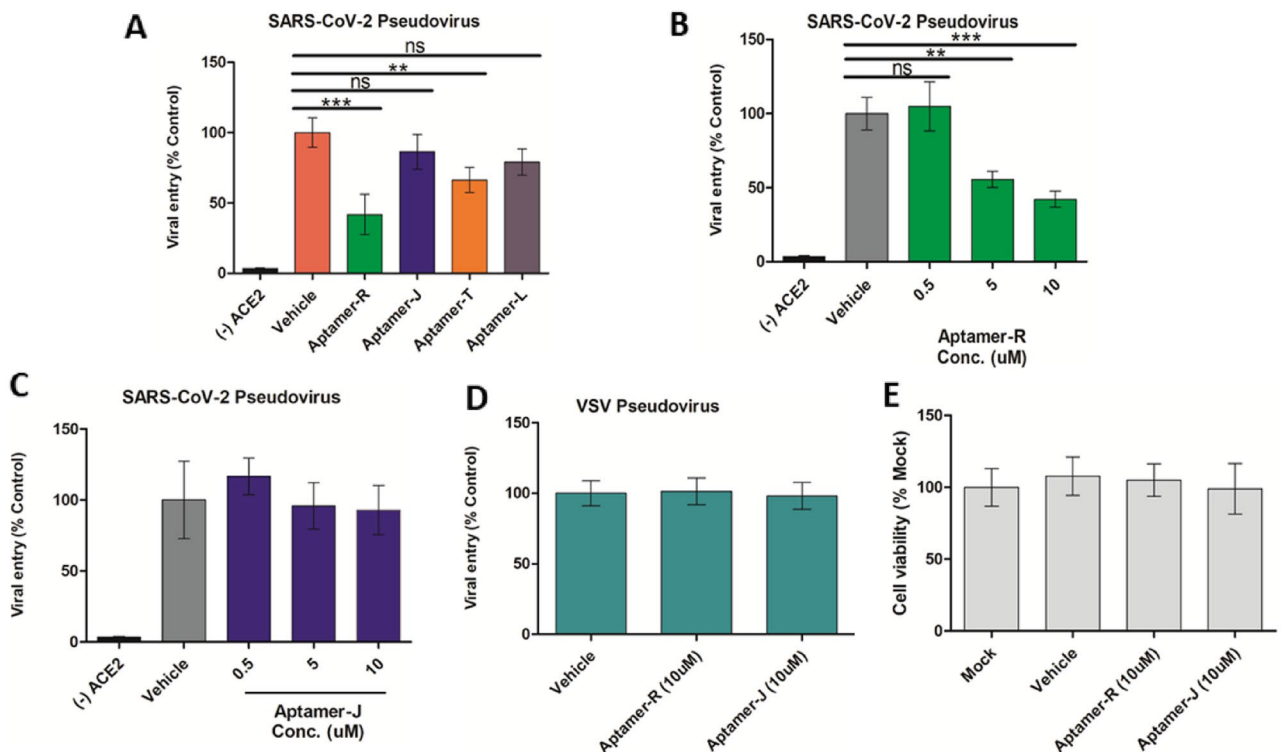 A
SARS-CoV-2 Pseudovirus
ns
**
ns
***
Viral entry (% Control)
150
100
50
0
(-) ACE2
Vehicle
Aptamer-R
Aptamer-J
Aptamer-T
Aptamer-L
B
SARS-CoV-2 Pseudovirus
***
**
ns
Viral entry (% Control)
150
100
50
0
(-) ACE2
Vehicle
0.5
5
10
Aptamer-R
Conc. (uM)
C
SARS-CoV-2 Pseudovirus
Viral entry (% Control)
150
100
50
0
(-) ACE2
Vehicle
0.5
5
10
Aptamer-J
Conc. (uM)
D
VSV Pseudovirus
Viral entry (% Control)
150
100
50
0
Vehicle
Aptamer-R (10uM)
Aptamer-J (10uM)
E
Cell viability (% Mock)
150
100
50
0
Mock
Vehicle
Aptamer-R (10uM)
Aptamer-J (10uM)